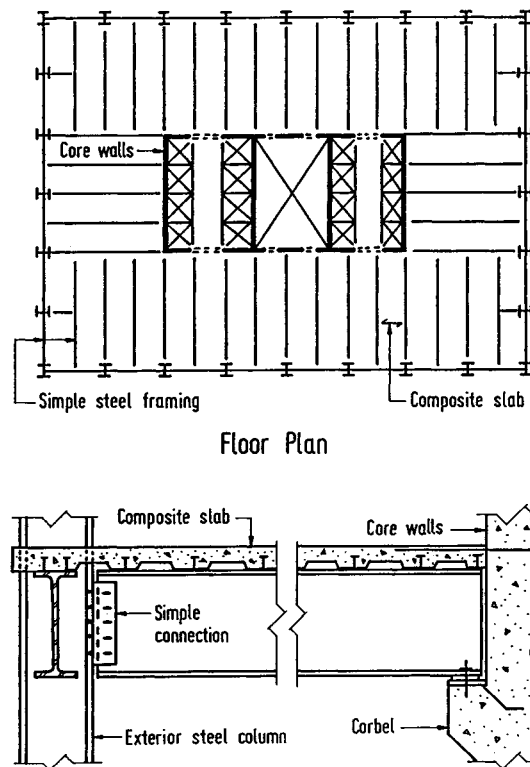 Core walls
Simple steel framing
Composite slab
Floor Plan
Composite slab
Core walls
Simple
connection
Exterior steel column
Corbel